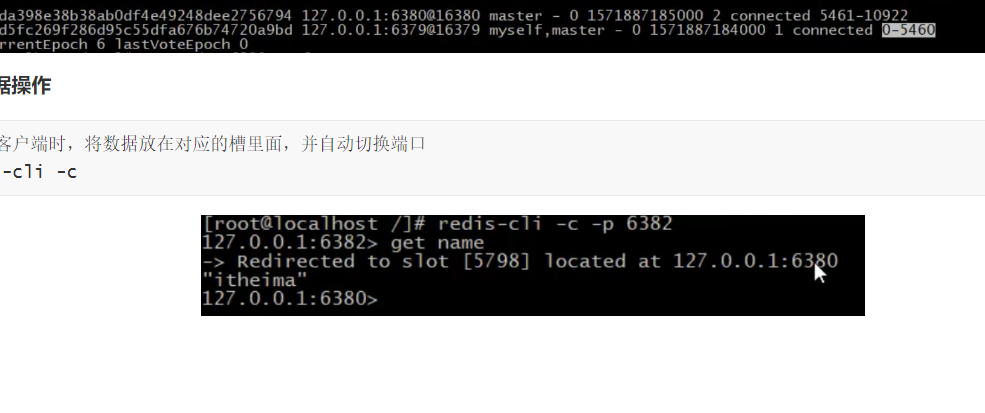 da398e38b38ab0df4e49248dee2756794 127.0.0.1:6380@16380 master - 0 1571887185000 2 connected 5461-10922
d5fc269f286d95c55dfa676b74720a9bd 127.0.0.1:6379@16379 myself,master - 0 1571887184000 1 connected 0-5460
rrentEpoch 6 lastVoteEpoch 0
据操作
客户端时，将数据放在对应的槽里面，并自动切换端口
-cli -c
[root@localhost /]# redis-cli -c -p 6382
127.0.0.1:6382> get name
-> Redirected to slot [5798] located at 127.0.0.1:6380
"itheima"
127.0.0.1:6380>